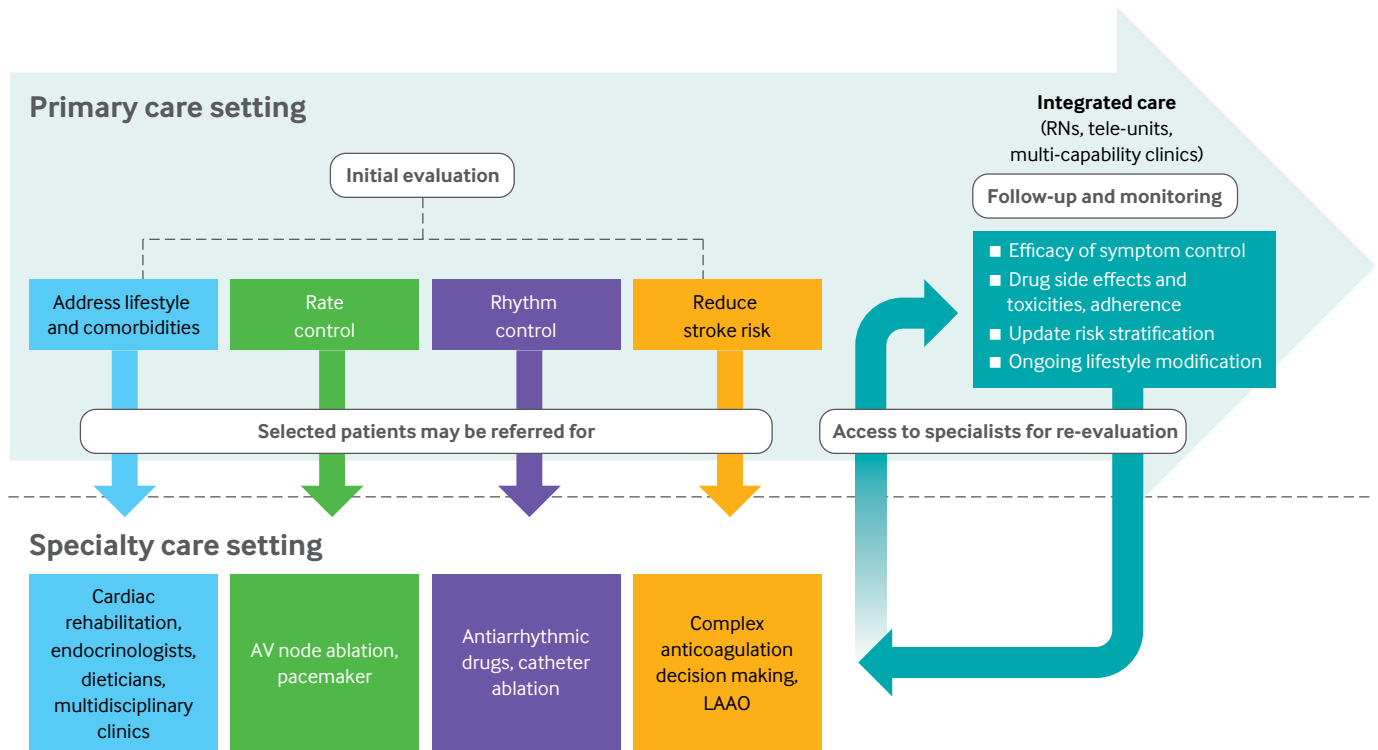 Primary care setting
Integrated care
(RNs, tele-units,
multi-capability clinics)
Initial evaluation
Follow-up and monitoring
Address lifestyle
and comorbidities
Rate
control
Rhythm
control
Reduce
stroke risk
■ Efficacy of symptom control
■ Drug side effects and
toxicities, adherence
■ Update risk stratification
■ Ongoing lifestyle modification
Selected patients may be referred for
Access to specialists for re-evaluation
Specialty care setting
Cardiac
rehabilitation,
endocrinologists,
dieticians,
multidisciplinary
clinics
AV node ablation,
pacemaker
Antiarrhythmic
drugs, catheter
ablation
Complex
anticoagulation
decision making,
LAAO